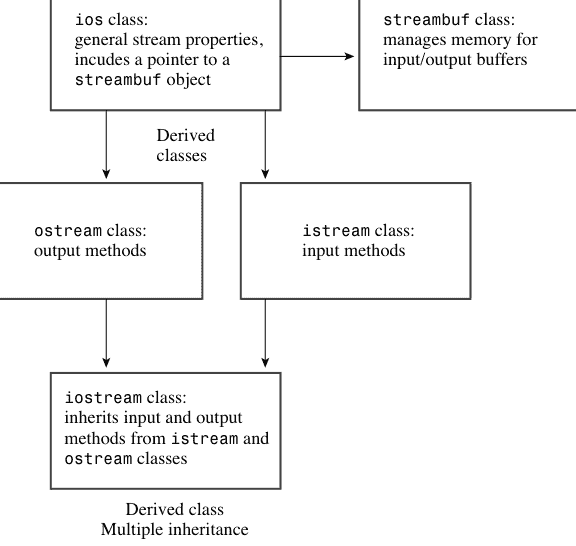 ios class:
general stream properties,
incudes a pointer to a
streambuf object
streambuf class:
manages memory for
input/output buffers
Derived
classes
ostream class:
output methods
istream class:
input methods
iostream class:
inherits input and output
methods from istream and
ostream classes
Derived class
Multiple inheritance